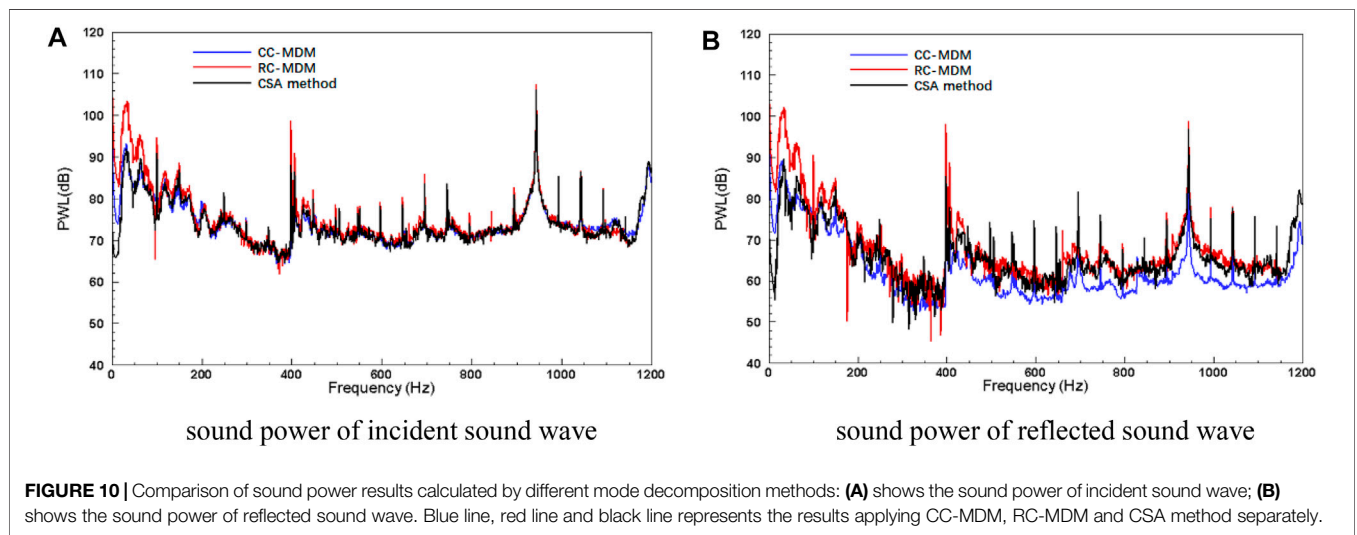 A
CC-MDM
RC-MDM
CSA method
PWL(dB)
120
110
100
90
80
70
60
50
40
0
200
400
600
800
1000
1200
Frequency (Hz)
sound power of incident sound wave
B
CC-MDM
RC-MDM
CSA method
PWL(dB)
120
110
100
90
80
70
60
50
40
0
200
400
600
800
1000
1200
Frequency (Hz)
sound power of reflected sound wave
FIGURE 10 | Comparison of sound power results calculated by different mode decomposition methods: (A) shows the sound power of incident sound wave; (B)
shows the sound power of reflected sound wave. Blue line, red line and black line represents the results applying CC-MDM, RC-MDM and CSA method separately.